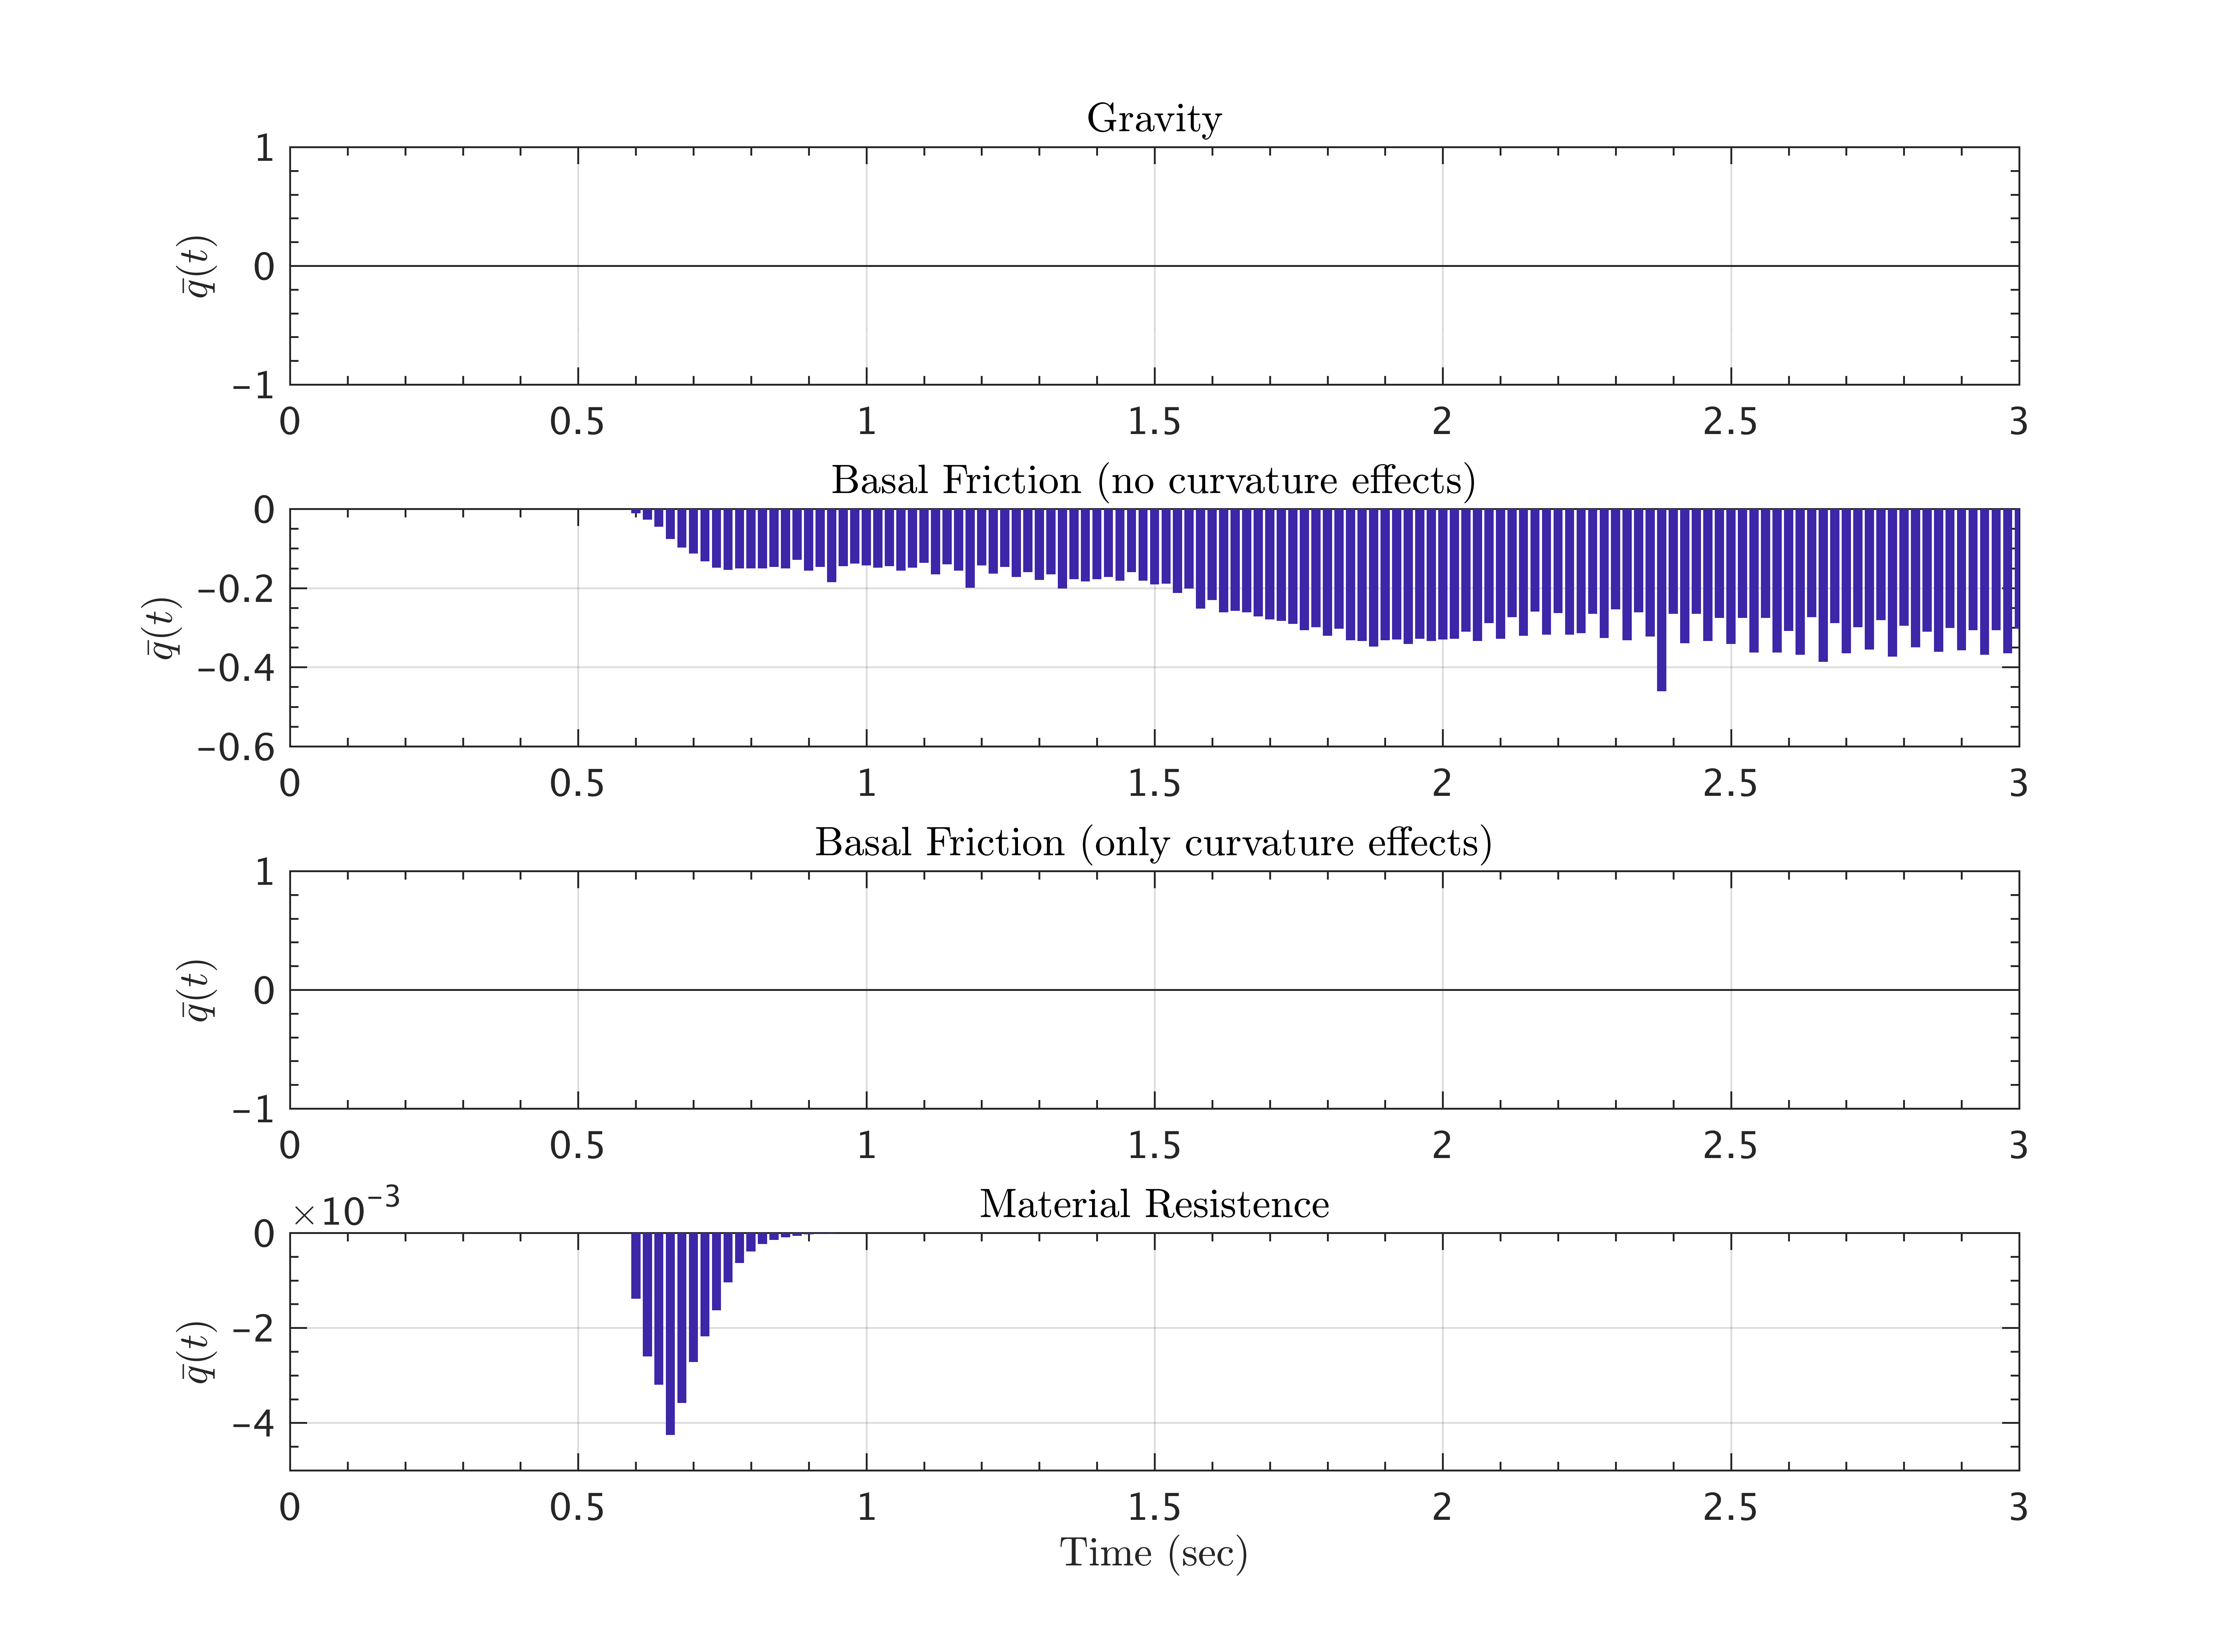 Gravity
1
0
−1
q̄(t)
0 0.5 1 1.5 2 2.5 3
Basal Friction (no curvature effects)
0
−0.2
−0.4
−0.6
q̄(t)
0 0.5 1 1.5 2 2.5 3
Basal Friction (only curvature effects)
1
0
−1
q̄(t)
0 0.5 1 1.5 2 2.5 3
Material Resistence
×10⁻³
0
−2
−4
q̄(t)
0 0.5 1 1.5 2 2.5 3
Time (sec)